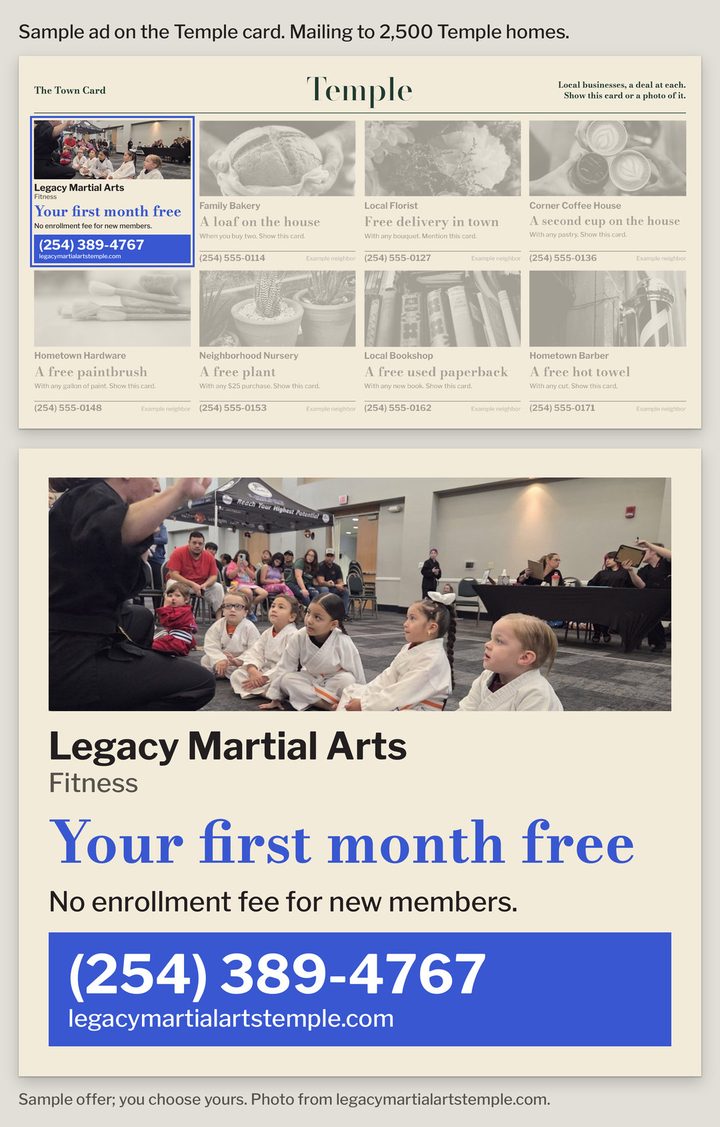 Sample ad on the Temple card. Mailing to 2,500 Temple homes.
The Town Card
Temple
Local businesses, a deal at each.
Show this card or a photo of it.
Legacy Martial Arts
Fitness
Your first month free
No enrollment fee for new members.
(254) 389-4767
legacymartialartstemple.com
Family Bakery
A loaf on the house
When you buy two. Show this card.
(254) 555-0114 Example neighbor
Local Florist
Free delivery in town
With any bouquet. Mention this card.
(254) 555-0127 Example neighbor
Corner Coffee House
A second cup on the house
With any pastry. Show this card.
(254) 555-0136 Example neighbor
Hometown Hardware
A free paintbrush
With any gallon of paint. Show this card.
(254) 555-0148 Example neighbor
Neighborhood Nursery
A free plant
With any $25 purchase. Show this card.
(254) 555-0153 Example neighbor
Local Bookshop
A free used paperback
With any new book. Show this card.
(254) 555-0162 Example neighbor
Hometown Barber
A free hot towel
With any cut. Show this card.
(254) 555-0171 Example neighbor
Reach Your Highest Potential
Legacy Martial Arts
Fitness
Your first month free
No enrollment fee for new members.
(254) 389-4767
legacymartialartstemple.com
Sample offer; you choose yours. Photo from legacymartialartstemple.com.